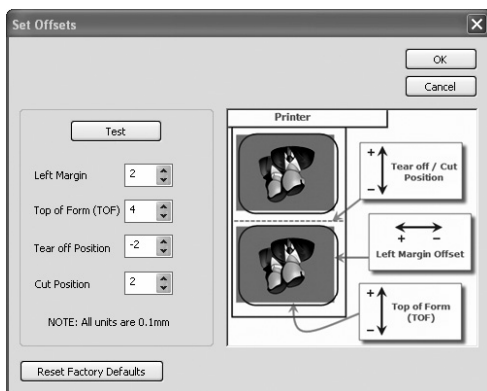 Set Offsets
OK
Cancel
Test
Left Margin 2
Top of Form (TOF) 4
Tear off Position -2
Cut Position 2
NOTE: All units are 0.1mm
Reset Factory Defaults
Printer
+
−
Tear off / Cut
Position
+ −
Left Margin Offset
+
−
Top of Form
(TOF)